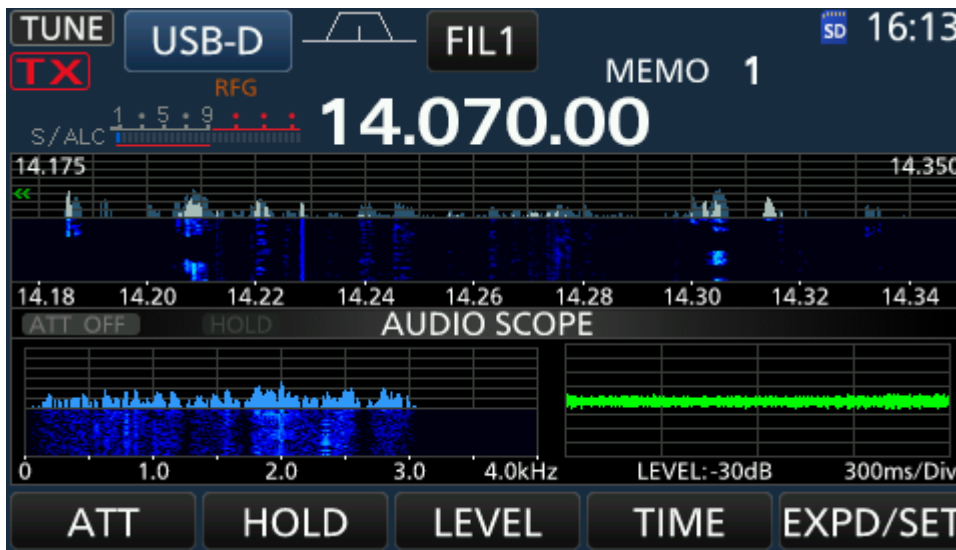 TUNE USB-D FIL1 SD 16:13
TX RFG MEMO 1
S/ALC 1 5 9 14.070.00
14.175 14.350
14.18 14.20 14.22 14.24 14.26 14.28 14.30 14.32 14.34
ATT OFF HOLD AUDIO SCOPE
0 1.0 2.0 3.0 4.0kHz LEVEL:-30dB 300ms/Div
ATT HOLD LEVEL TIME EXPD/SET